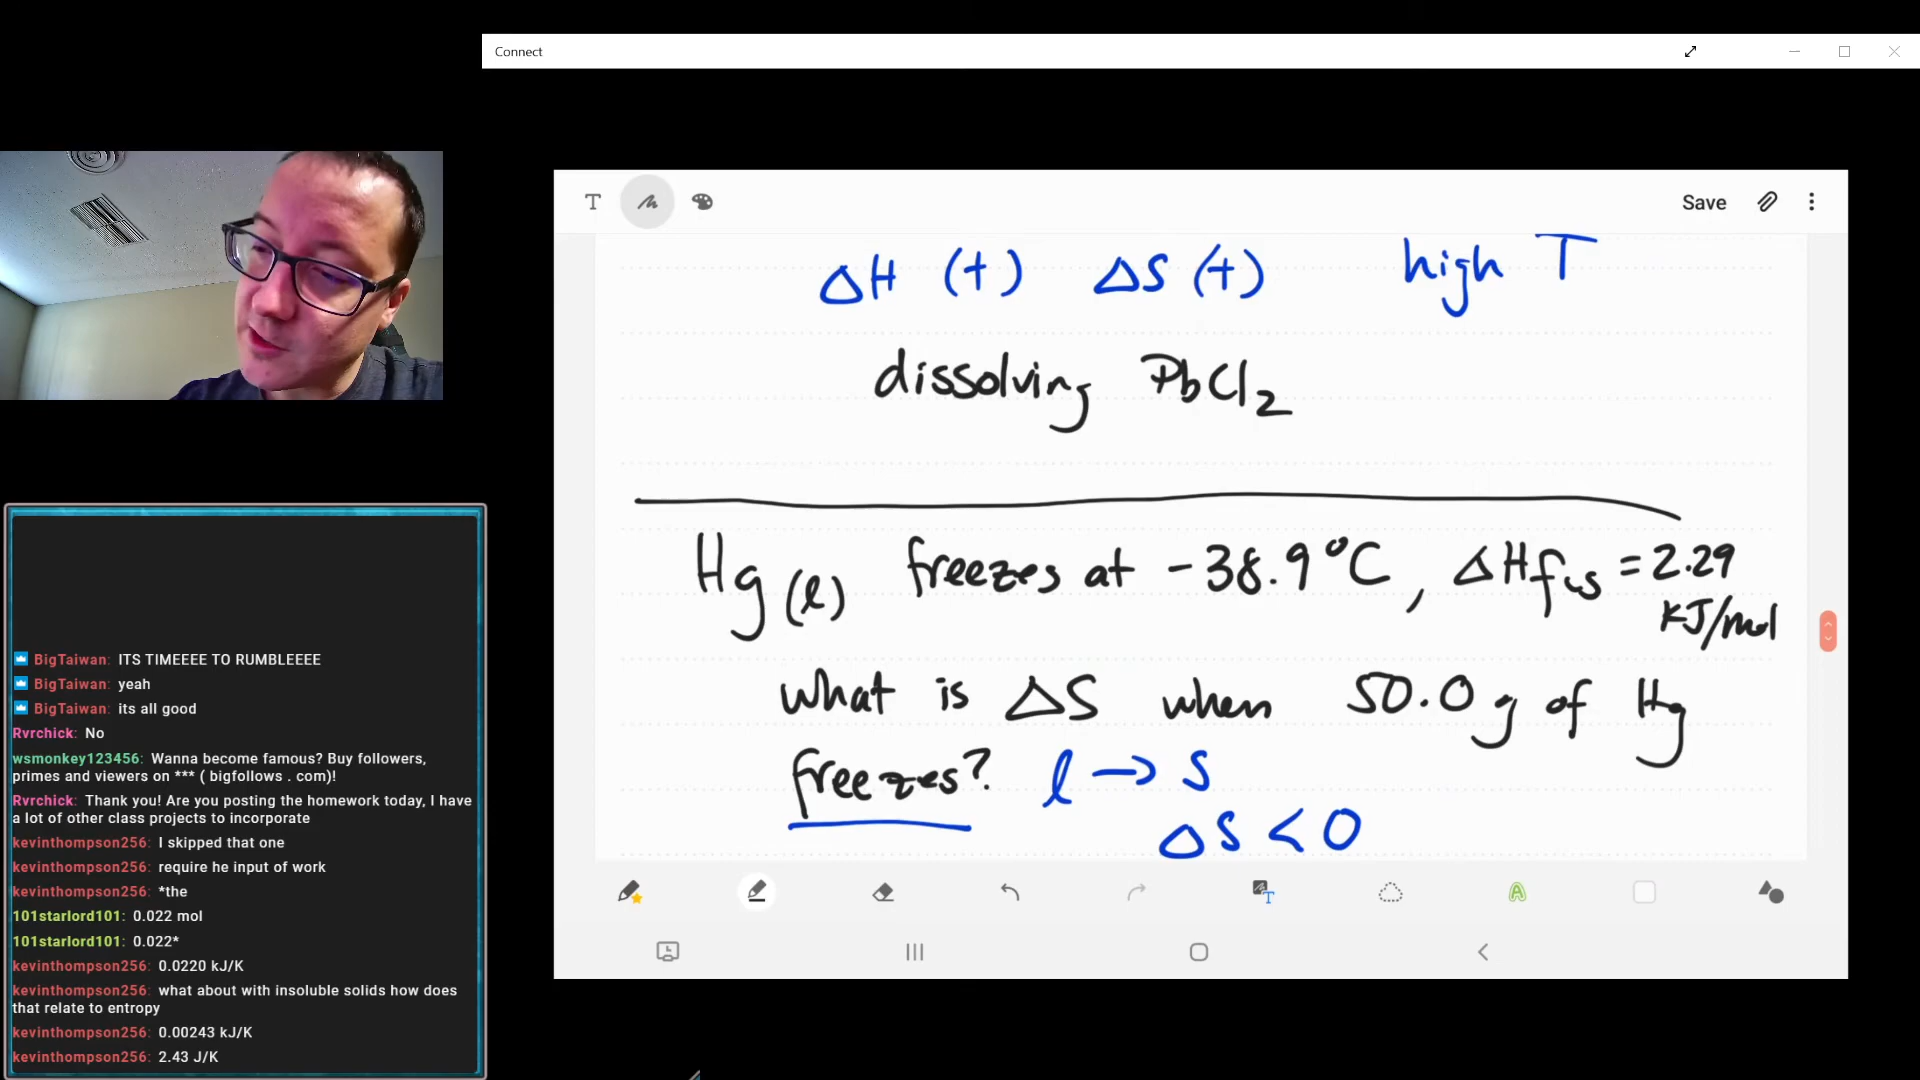 Connect
T
Save
ΔH (+) ΔS (+) high T
dissolving PbCl₂
Hg (l) freezes at -38.9°C, ΔHfus = 2.29
kJ/mol
what is ΔS when 50.0 g of Hg
freezes? l → s
ΔS < 0
T
A
BigTaiwan: ITS TIMEEEE TO RUMBLEEEE
BigTaiwan: yeah
BigTaiwan: its all good
Rvrchick: No
wsmonkey123456: Wanna become famous? Buy followers,
primes and viewers on *** ( bigfollows . com)!
Rvrchick: Thank you! Are you posting the homework today, I have
a lot of other class projects to incorporate
kevinthompson256: I skipped that one
kevinthompson256: require he input of work
kevinthompson256: *the
101starlord101: 0.022 mol
101starlord101: 0.022*
kevinthompson256: 0.0220 kJ/K
kevinthompson256: what about with insoluble solids how does
that relate to entropy
kevinthompson256: 0.00243 kJ/K
kevinthompson256: 2.43 J/K